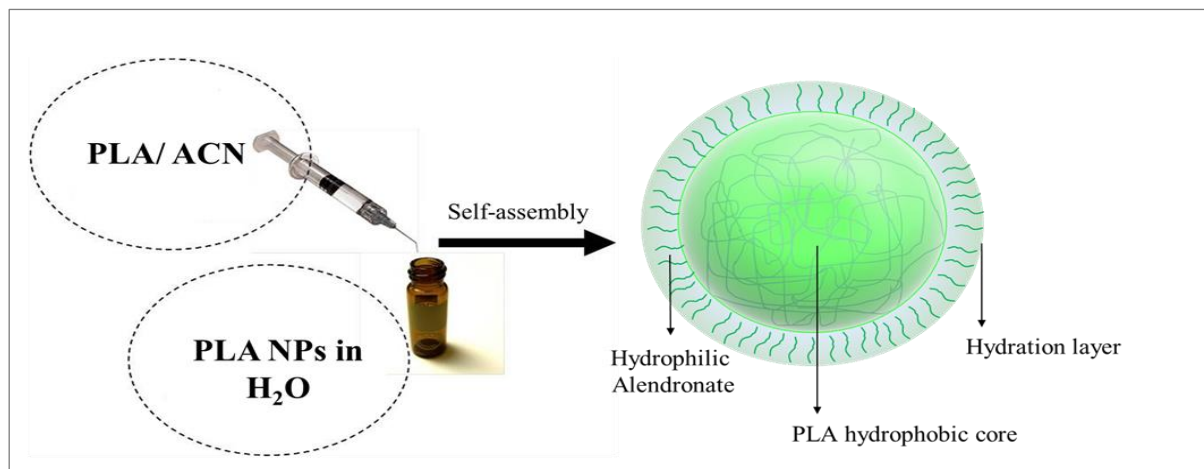 PLA/ ACN
PLA NPs in
H₂O
Self-assembly
Hydrophilic
Alendronate
Hydration layer
PLA hydrophobic core